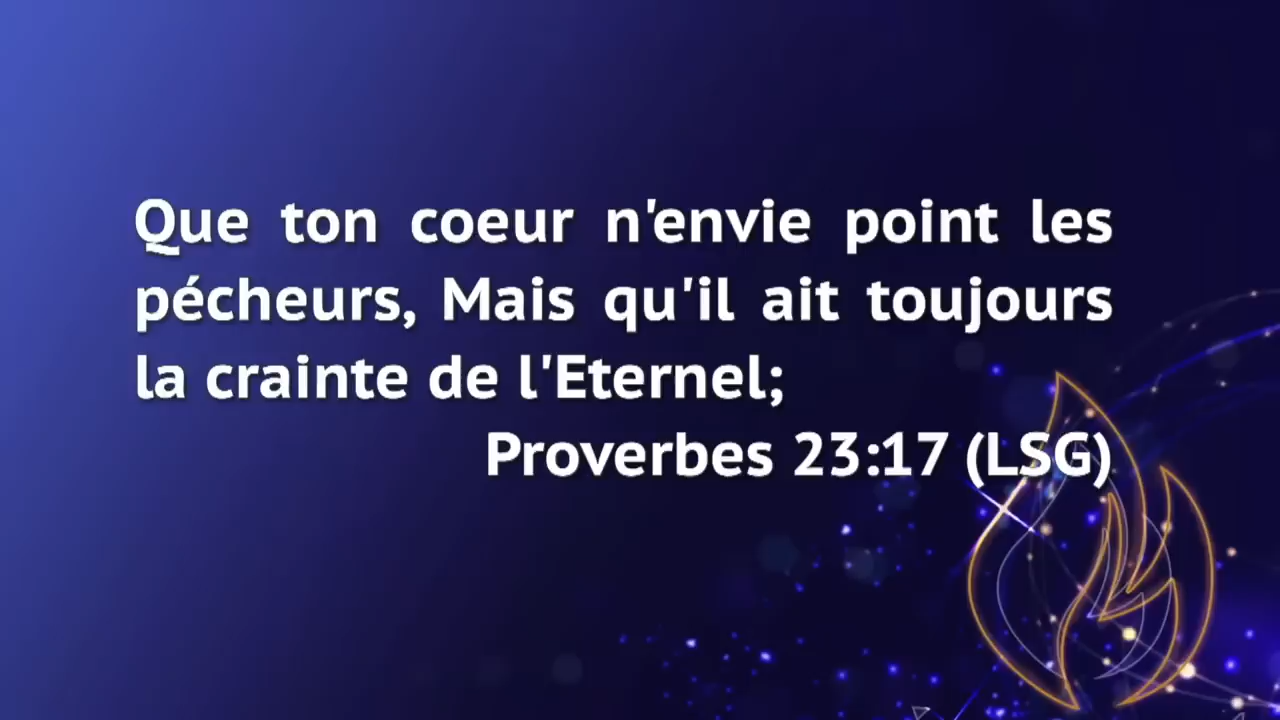 Que ton coeur n'envie point les
pécheurs, Mais qu'il ait toujours
la crainte de l'Eternel;
Proverbes 23:17 (LSG)